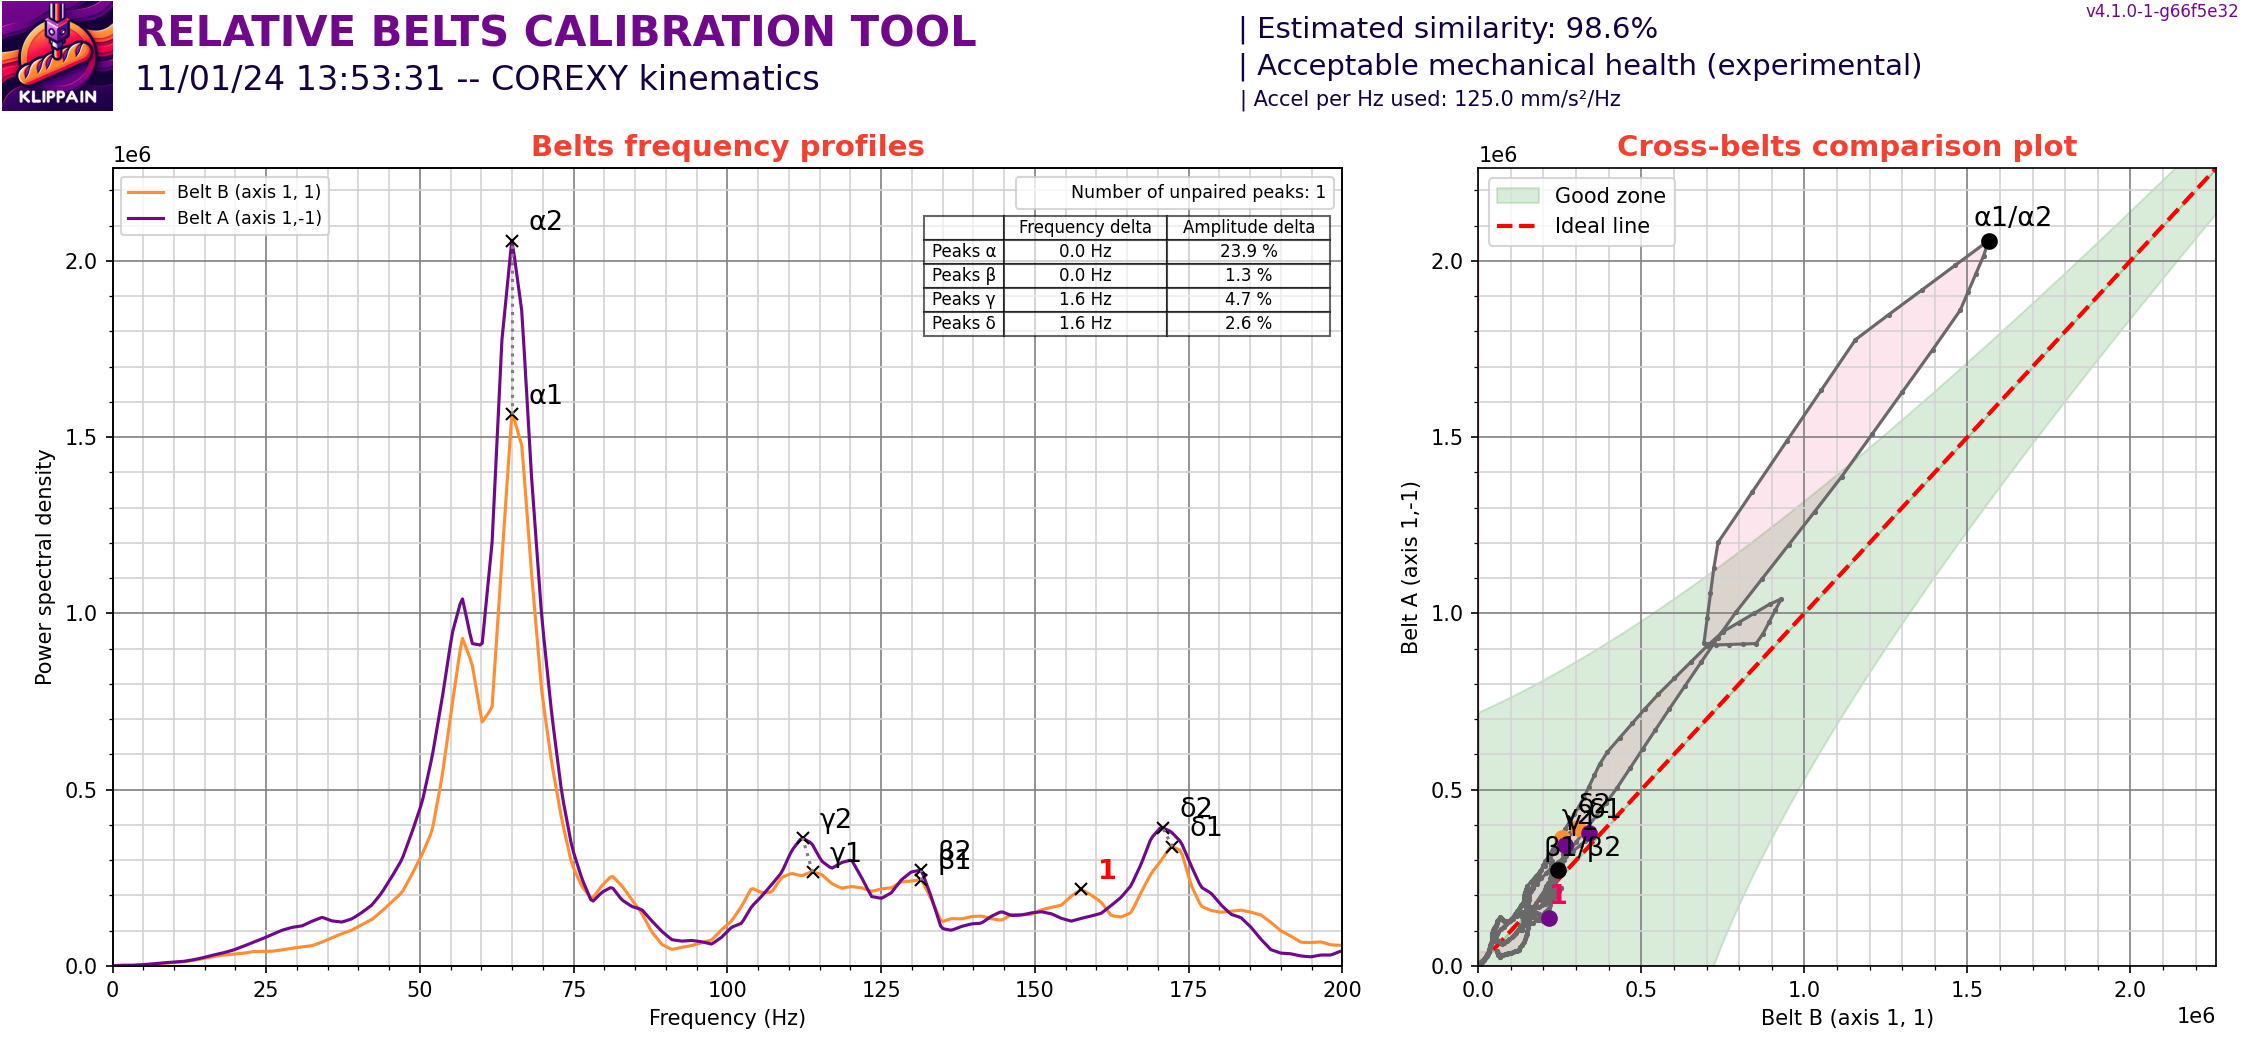 KLIPPAIN
RELATIVE BELTS CALIBRATION TOOL
11/01/24 13:53:31 -- COREXY kinematics
| Estimated similarity: 98.6%
| Acceptable mechanical health (experimental)
| Accel per Hz used: 125.0 mm/s²/Hz
v4.1.0-1-g66f5e32
Belts frequency profiles
1e6
Belt B (axis 1, 1)
Belt A (axis 1,-1)
Number of unpaired peaks: 1
Frequency delta Amplitude delta
Peaks α 0.0 Hz 23.9 %
Peaks β 0.0 Hz 1.3 %
Peaks γ 1.6 Hz 4.7 %
Peaks δ 1.6 Hz 2.6 %
α2
α1
γ2
γ1
β2
β1
1
δ2
δ1
2.0
1.5
1.0
0.5
0.0
Power spectral density
0 25 50 75 100 125 150 175 200
Frequency (Hz)
Cross-belts comparison plot
1e6
Good zone
Ideal line
α1/α2
δ2
δ1
γ2
γ1
β1/β2
1
2.0
1.5
1.0
0.5
0.0
Belt A (axis 1,-1)
0.0 0.5 1.0 1.5 2.0
Belt B (axis 1, 1)
1e6